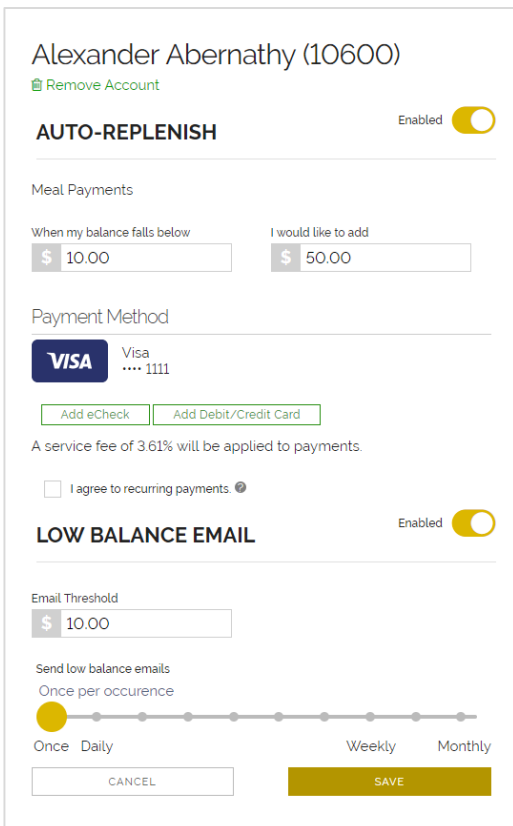 Alexander Abernathy (10600)
Remove Account
AUTO-REPLENISH
Enabled
Meal Payments
When my balance falls below
I would like to add
$ 10.00
$ 50.00
Payment Method
VISA
Visa
•••• 1111
Add eCheck
Add Debit/Credit Card
A service fee of 3.61% will be applied to payments.
I agree to recurring payments. ?
LOW BALANCE EMAIL
Enabled
Email Threshold
$ 10.00
Send low balance emails
Once per occurence
Once Daily Weekly Monthly
CANCEL
SAVE